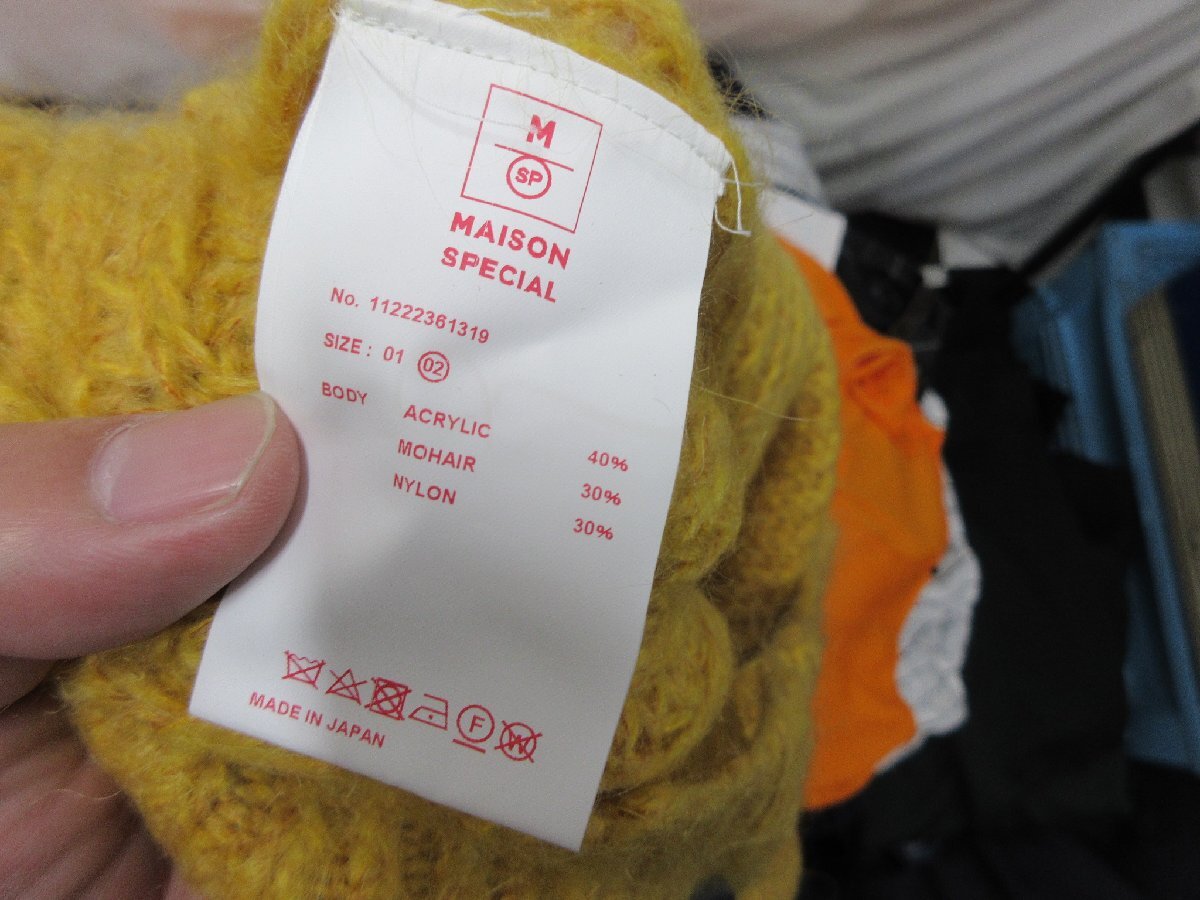 M
SP
MAISON
SPECIAL
No. 11222361319
SIZE : 01 02
BODY ACRYLIC 40%
MOHAIR 30%
NYLON 30%
F W
MADE IN JAPAN